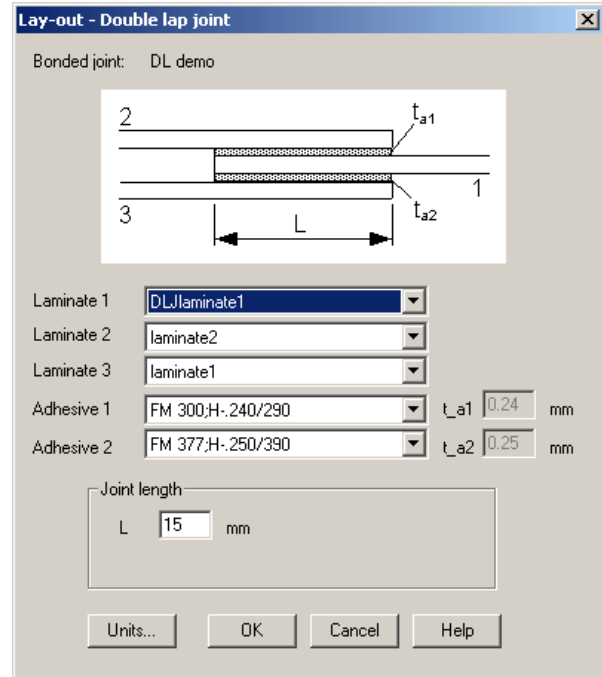 Lay-out - Double lap joint
Bonded joint: DL demo
2
t_a1
1
3
L
t_a2
Laminate 1 DLJlaminate1
Laminate 2 laminate2
Laminate 3 laminate1
Adhesive 1 FM 300;H-.240/290 t_a1 0.24 mm
Adhesive 2 FM 377;H-.250/390 t_a2 0.25 mm
Joint length
L 15 mm
Units... OK Cancel Help